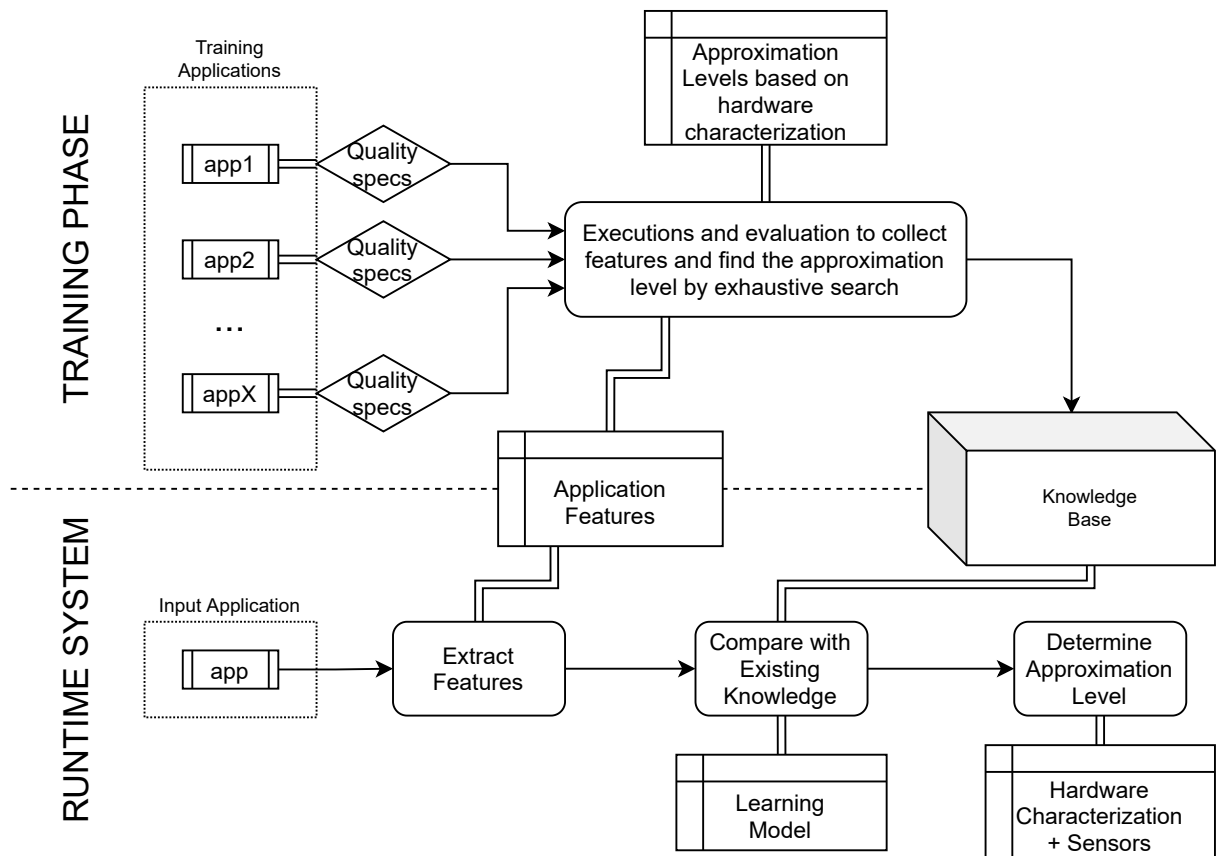 TRAINING PHASE
Training
Applications
app1
Quality
specs
app2
Quality
specs
...
appX
Quality
specs
Approximation
Levels based on
hardware
characterization
Executions and evaluation to collect
features and find the approximation
level by exhaustive search
Application
Features
Knowledge
Base
RUNTIME SYSTEM
Input Application
app
Extract
Features
Compare with
Existing
Knowledge
Determine
Approximation
Level
Learning
Model
Hardware
Characterization
+ Sensors